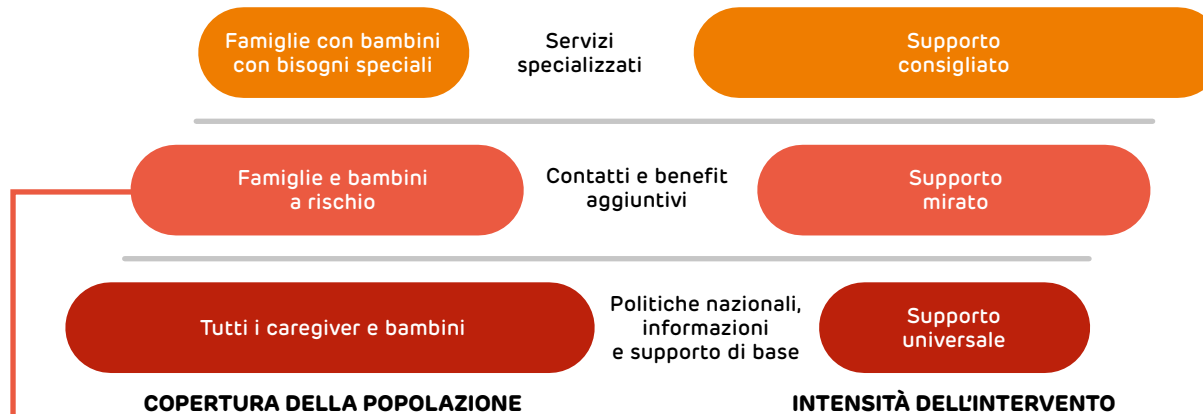 Famiglie con bambini
con bisogni speciali
Servizi
specializzati
Supporto
consigliato
Famiglie e bambini
a rischio
Contatti e benefit
aggiuntivi
Supporto
mirato
Tutti i caregiver e bambini
Politiche nazionali,
informazioni
e supporto di base
Supporto
universale
COPERTURA DELLA POPOLAZIONE
INTENSITÀ DELL'INTERVENTO